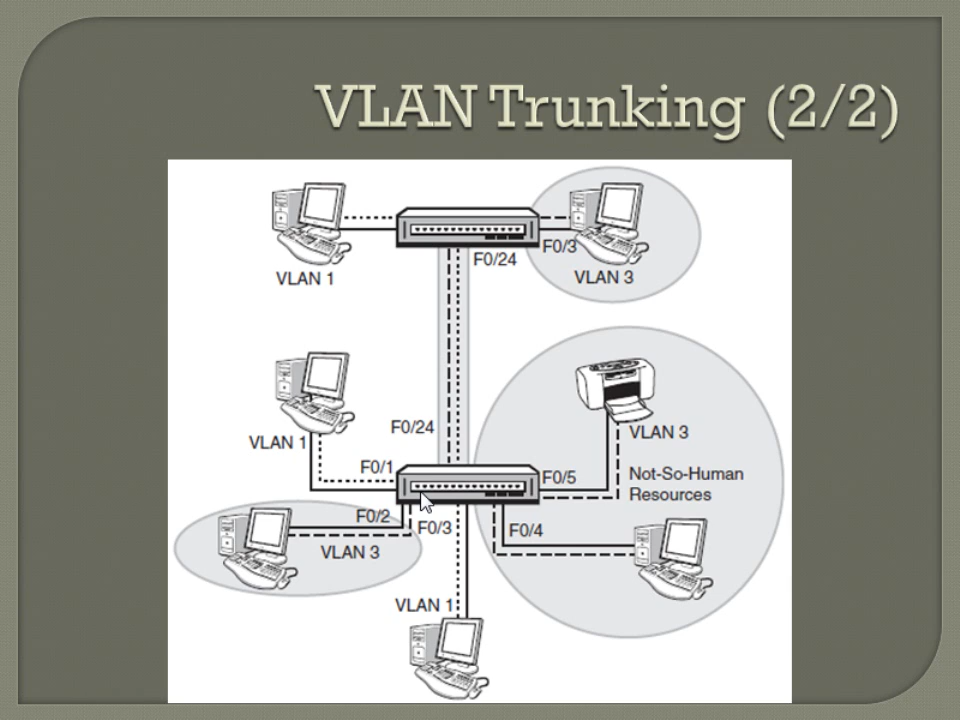 VLAN Trunking (2/2)
F0/3
F0/24
VLAN 1
VLAN 3
F0/24
VLAN 3
VLAN 1
F0/1
F0/5
Not-So-Human
Resources
F0/2
F0/3
F0/4
VLAN 3
VLAN 1